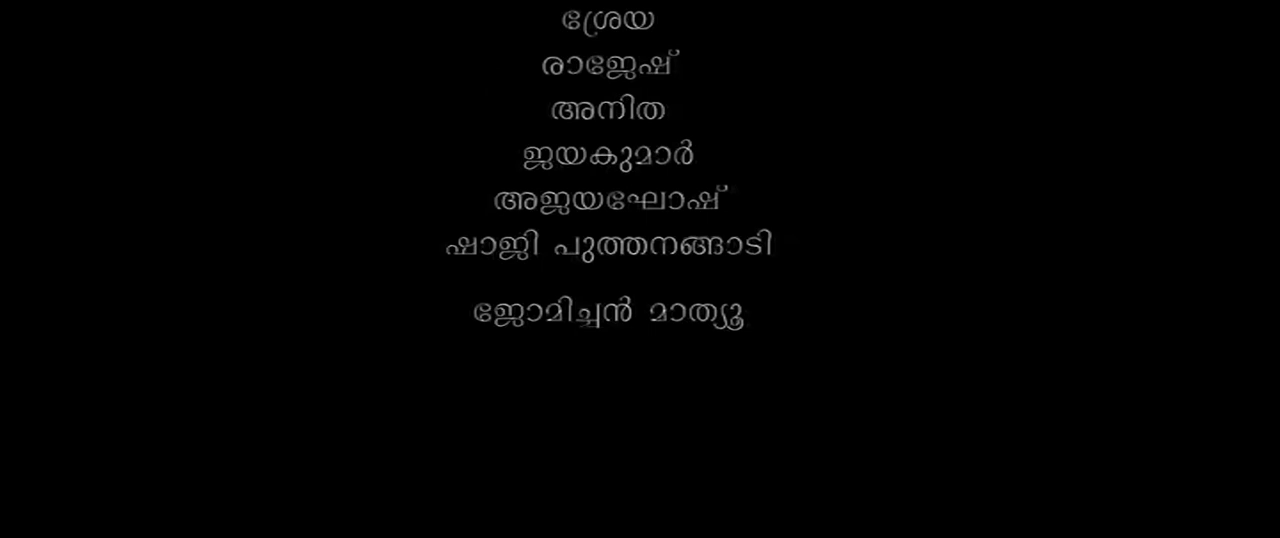 ശ്രേയ
രാജേഷ്
അനിത
ജയകുമാർ
അജയഘോഷ്
ഷാജി പുത്തനങ്ങാടി
ജോമിച്ചൻ മാത്യൂ